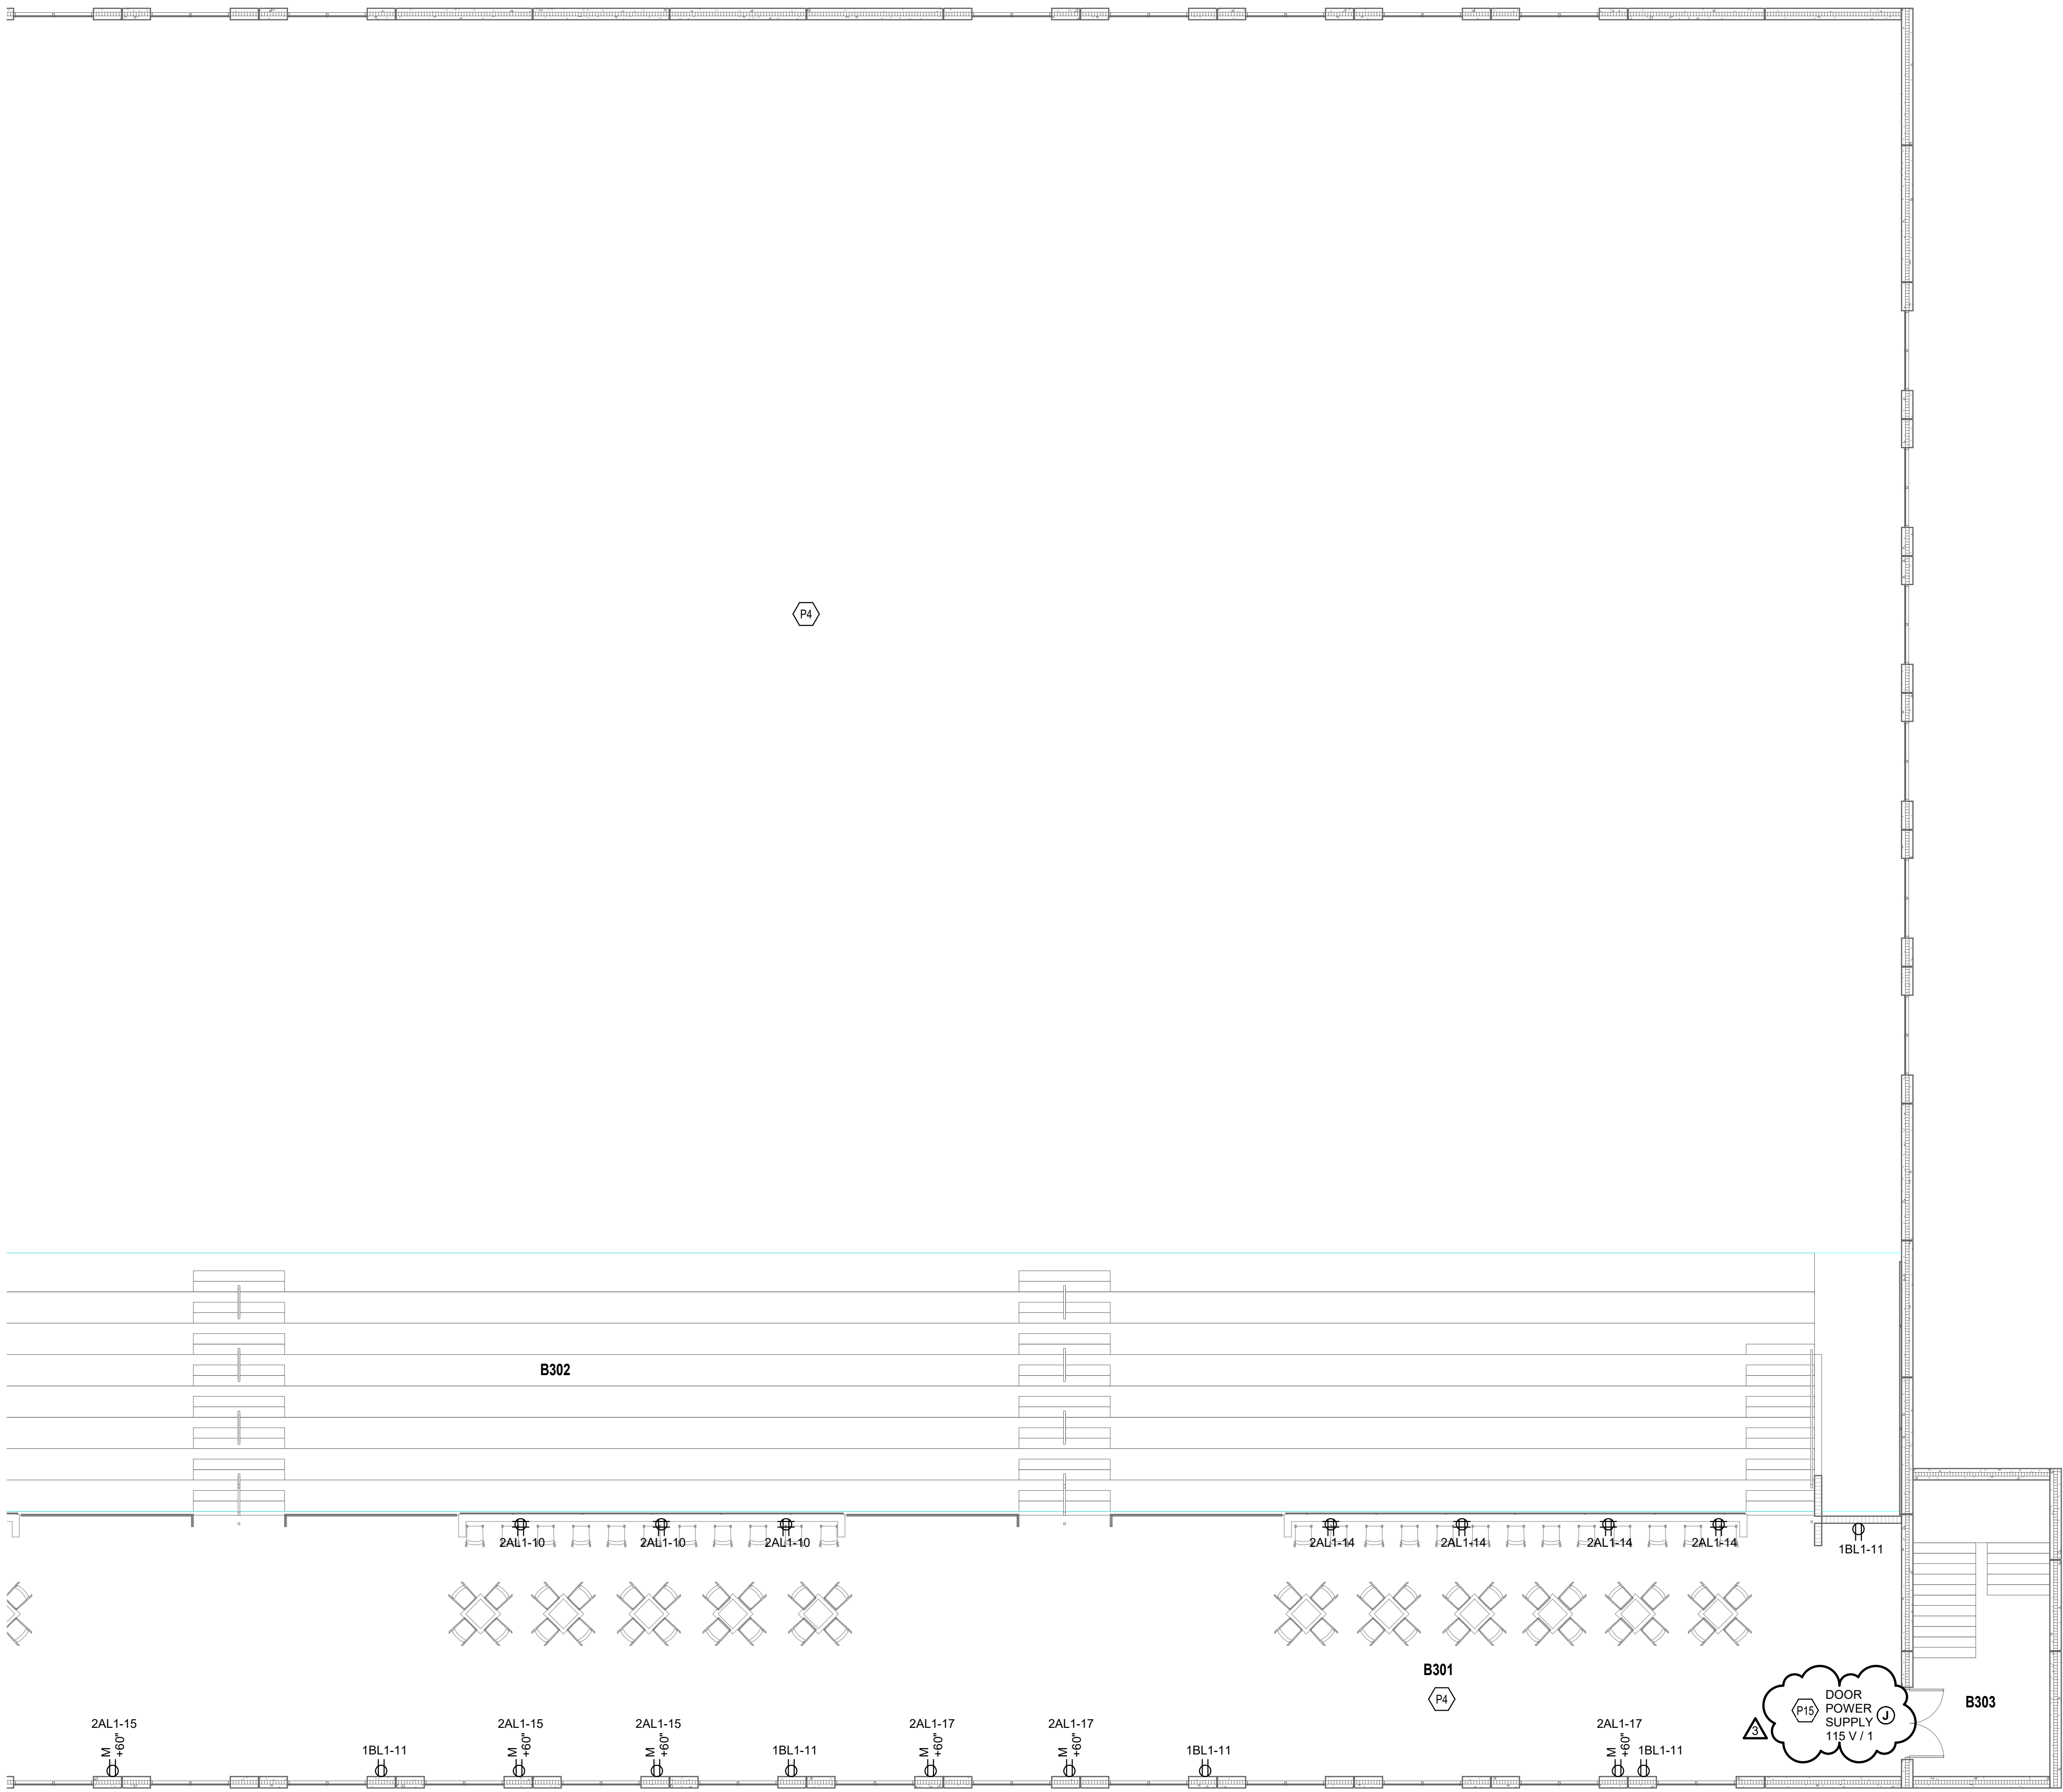 P4
B302
2AL1-10
2AL1-10
2AL1-10
2AL1-14
2AL1-14
2AL1-14
2AL1-14
1BL1-11
B301
P4
B303
P15
DOOR
POWER
SUPPLY
115 V / 1
J
3
2AL1-15
M
+60"
1BL1-11
2AL1-15
M
+60"
2AL1-15
M
+60"
1BL1-11
2AL1-17
M
+60"
2AL1-17
M
+60"
1BL1-11
2AL1-17
M
+60"
1BL1-11